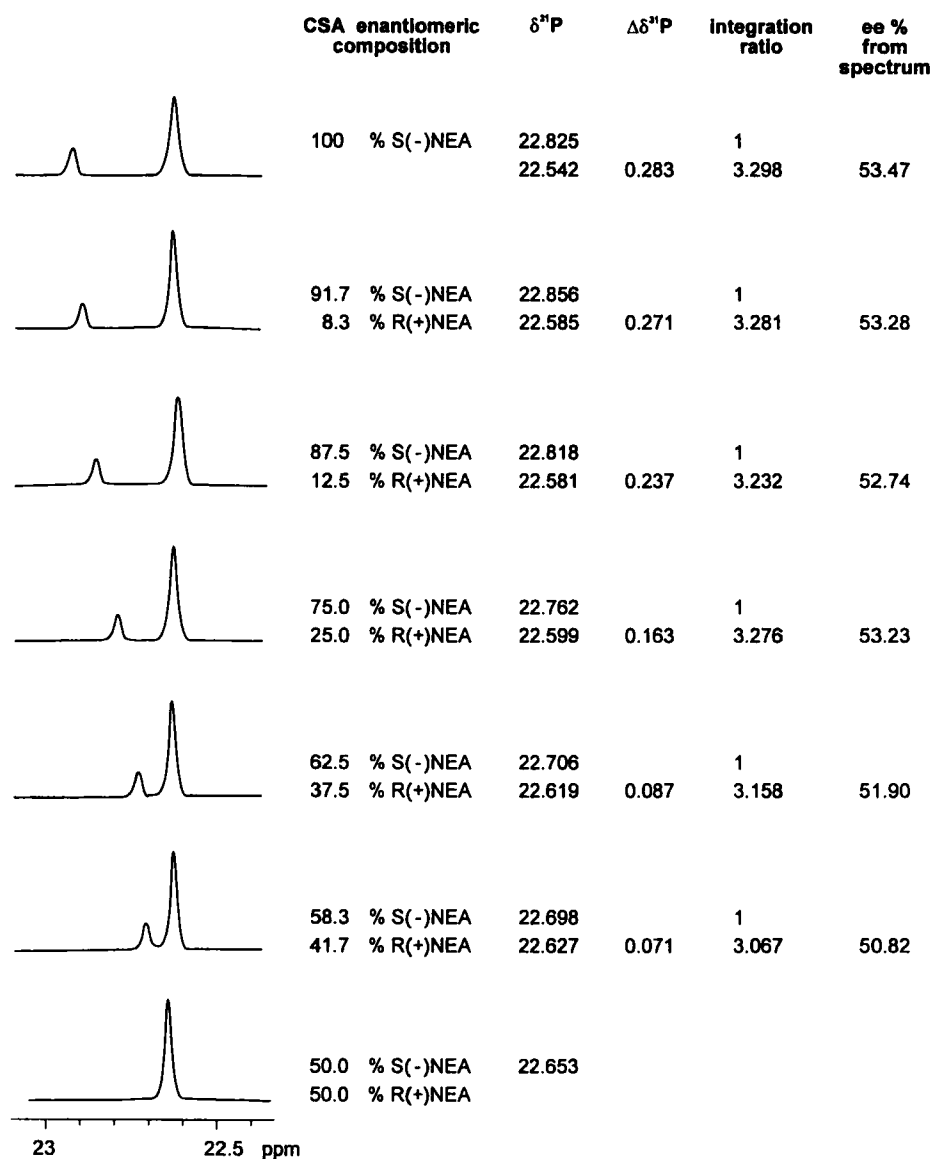 CSA enantiomeric composition δ³¹P Δδ³¹P integration ratio ee % from spectrum
100 % S(-)NEA 22.825 1
22.542 0.283 3.298 53.47
91.7 % S(-)NEA 22.856 1
8.3 % R(+)NEA 22.585 0.271 3.281 53.28
87.5 % S(-)NEA 22.818 1
12.5 % R(+)NEA 22.581 0.237 3.232 52.74
75.0 % S(-)NEA 22.762 1
25.0 % R(+)NEA 22.599 0.163 3.276 53.23
62.5 % S(-)NEA 22.706 1
37.5 % R(+)NEA 22.619 0.087 3.158 51.90
58.3 % S(-)NEA 22.698 1
41.7 % R(+)NEA 22.627 0.071 3.067 50.82
50.0 % S(-)NEA 22.653
50.0 % R(+)NEA
23 22.5 ppm